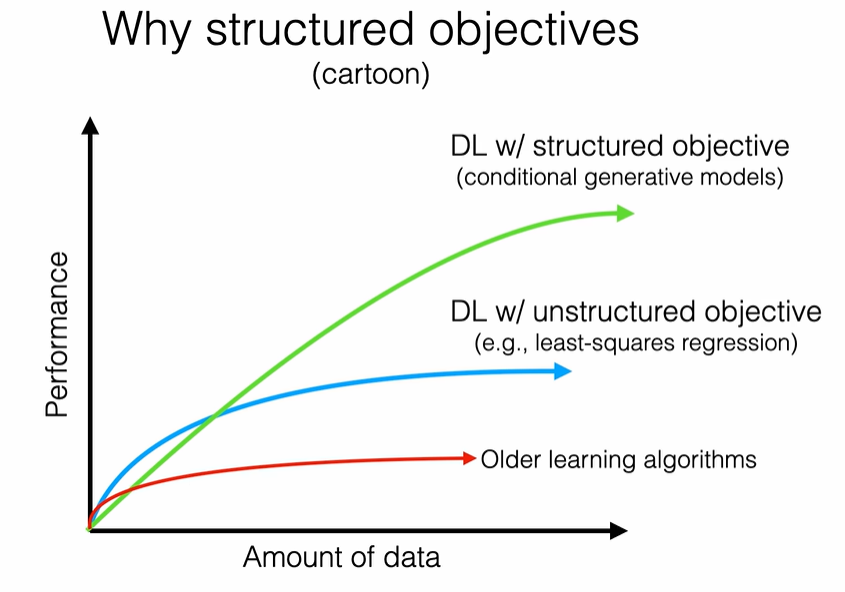 Why structured objectives
(cartoon)
DL w/ structured objective
(conditional generative models)
DL w/ unstructured objective
(e.g., least-squares regression)
Older learning algorithms
Performance
Amount of data